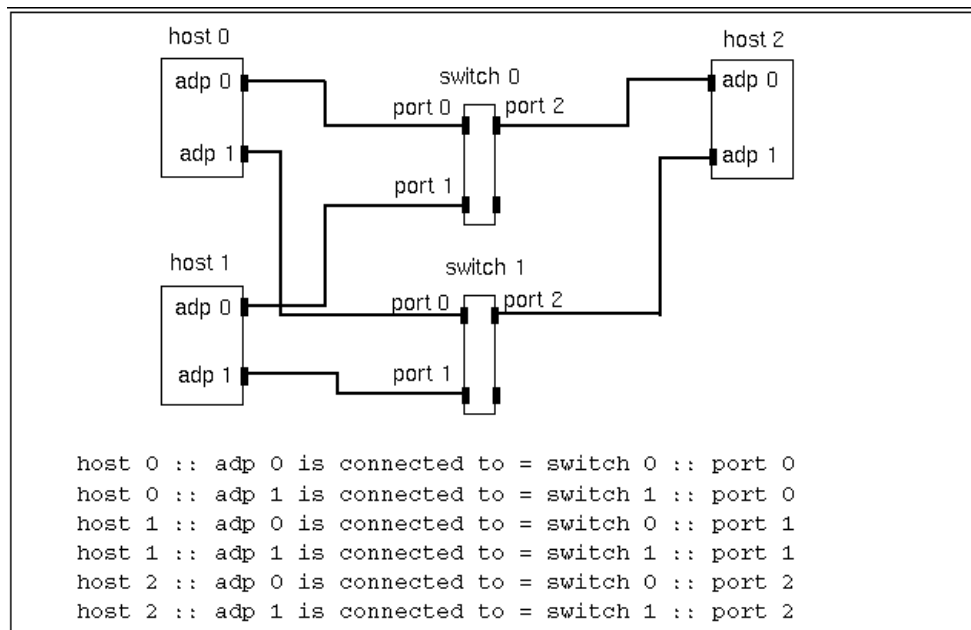 host 0
host 2
adp 0
switch 0
adp 0
port 0
port 2
adp 1
adp 1
port 1
host 1
switch 1
adp 0
port 0
port 2
adp 1
port 1
host 0 :: adp 0 is connected to = switch 0 :: port 0
host 0 :: adp 1 is connected to = switch 1 :: port 0
host 1 :: adp 0 is connected to = switch 0 :: port 1
host 1 :: adp 1 is connected to = switch 1 :: port 1
host 2 :: adp 0 is connected to = switch 0 :: port 2
host 2 :: adp 1 is connected to = switch 1 :: port 2